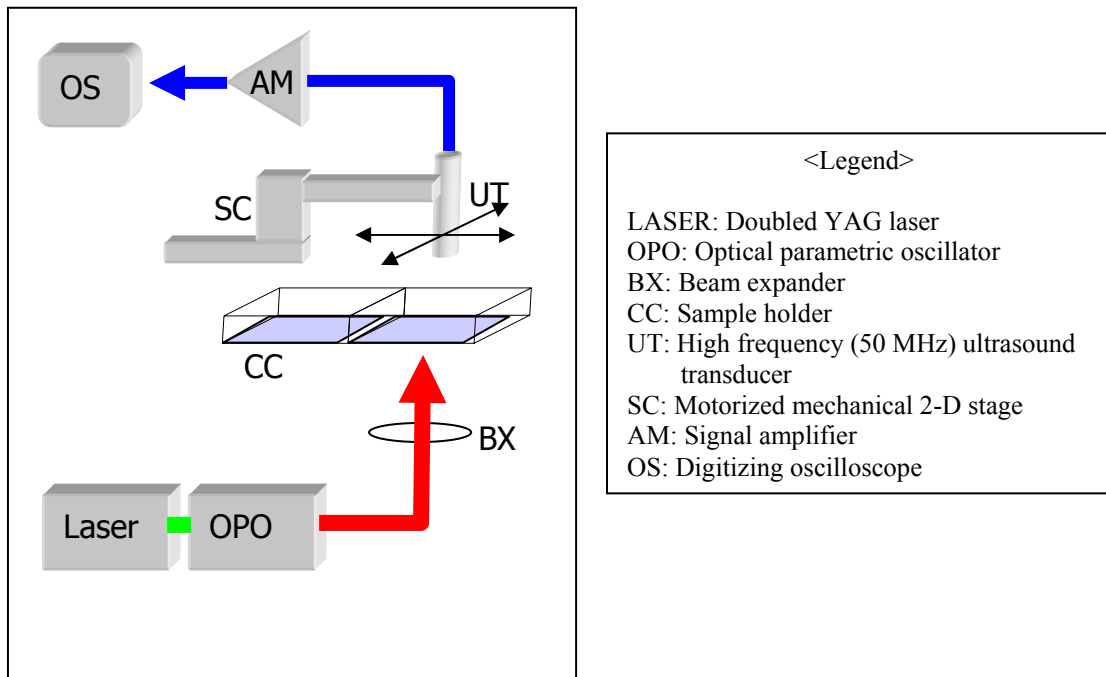 OS
AM
UT
SC
CC
BX
Laser
OPO
<Legend>
LASER: Doubled YAG laser
OPO: Optical parametric oscillator
BX: Beam expander
CC: Sample holder
UT: High frequency (50 MHz) ultrasound
transducer
SC: Motorized mechanical 2-D stage
AM: Signal amplifier
OS: Digitizing oscilloscope